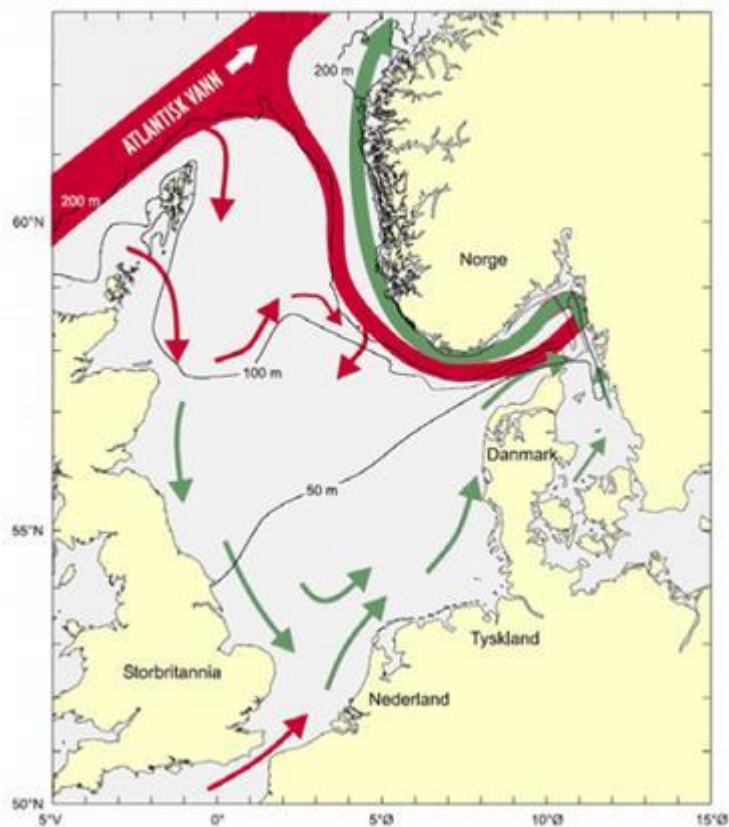 ATLANTISK VANN
200 m
200 m
60°N
Norge
100 m
Danmark
50 m
55°N
Tyskland
Storbritannia
Nederland
50°N
5°V
0°
5°Ø
10°Ø
15°Ø